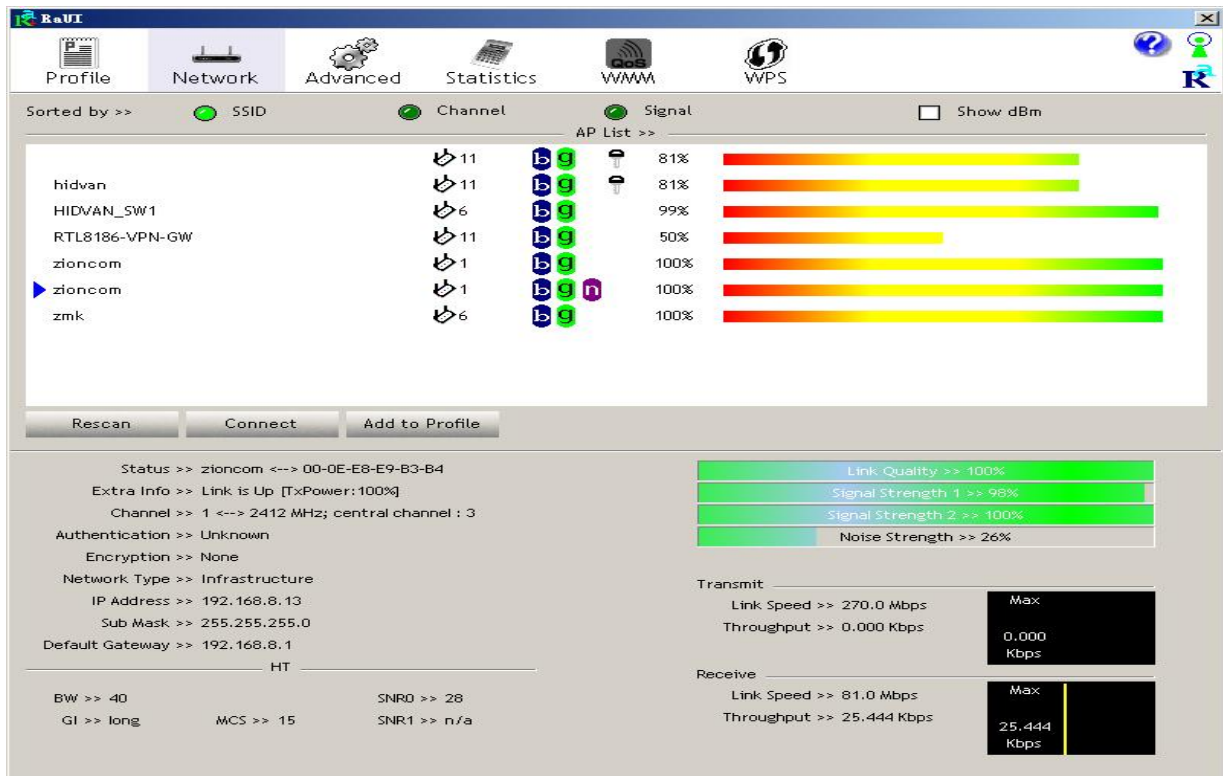 RaUI
Profile Network Advanced Statistics QoS WMM WPS
Sorted by >> SSID Channel Signal Show dBm
AP List >>
11 b g 81%
hidvan 11 b g 81%
HIDVAN_SW1 6 b g 99%
RTL8186-VPN-GW 11 b g 50%
zioncom 1 b g 100%
zioncom 1 b g n 100%
zmk 6 b g 100%
Rescan Connect Add to Profile
Status >> zioncom <--> 00-0E-E8-E9-B3-B4
Extra Info >> Link is Up [TxPower:100%]
Channel >> 1 <--> 2412 MHz; central channel : 3
Authentication >> Unknown
Encryption >> None
Network Type >> Infrastructure
IP Address >> 192.168.8.13
Sub Mask >> 255.255.255.0
Default Gateway >> 192.168.8.1
HT
BW >> 40 SNR0 >> 28
GI >> long MCS >> 15 SNR1 >> n/a
Link Quality >> 100%
Signal Strength 1 >> 98%
Signal Strength 2 >> 100%
Noise Strength >> 26%
Transmit
Link Speed >> 270.0 Mbps
Throughput >> 0.000 Kbps
Max
0.000
Kbps
Receive
Link Speed >> 81.0 Mbps
Throughput >> 25.444 Kbps
Max
25.444
Kbps